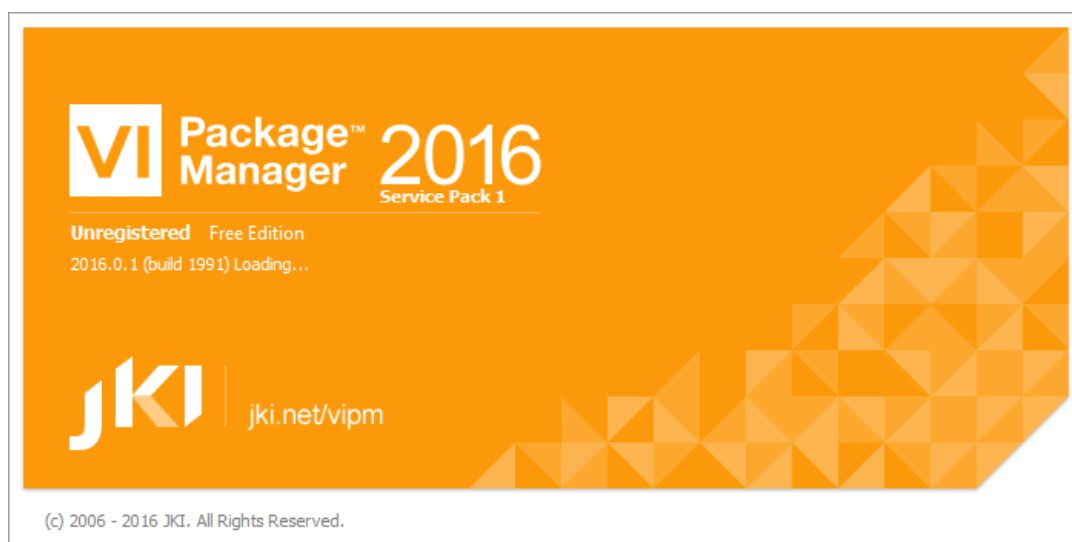 VI Package™ 2016
Manager
Service Pack 1
Unregistered Free Edition
2016.0.1 (build 1991) Loading...
JKI
jki.net/vipm
(c) 2006 - 2016 JKI. All Rights Reserved.